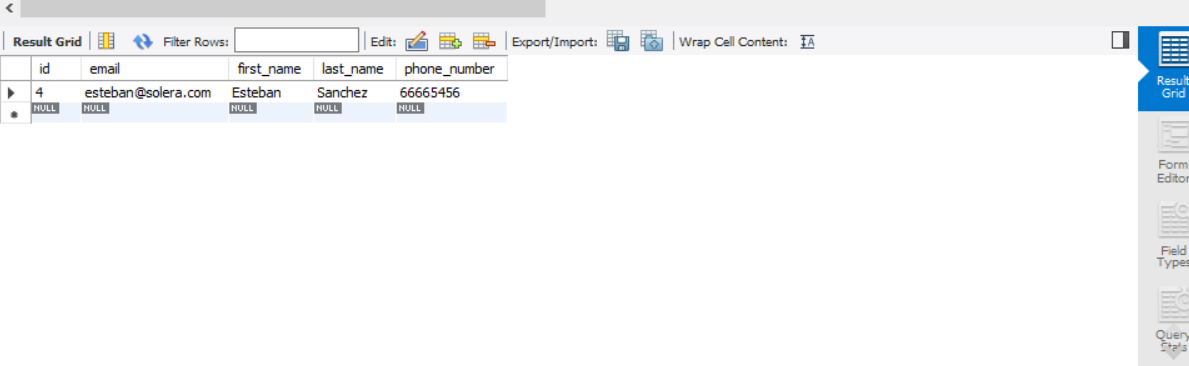 Result Grid Filter Rows: Edit: Export/Import: Wrap Cell Content:
id email first_name last_name phone_number
4 esteban@solera.com Esteban Sanchez 66665456
NULL NULL NULL NULL NULL
Result
Grid
Form
Editor
Field
Types
Query
Stats